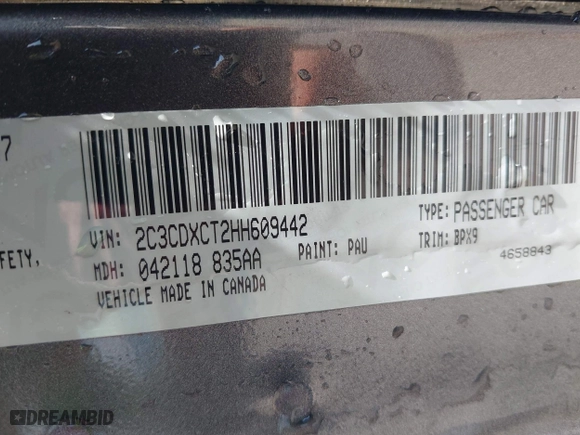 7
VIN: 2C3CDXCT2HH609442
TYPE: PASSENGER CAR
FETY,
MDH: 042118 835AA
PAINT: PAU
TRIM: BPX9
4658843
VEHICLE MADE IN CANADA
DREAMBID